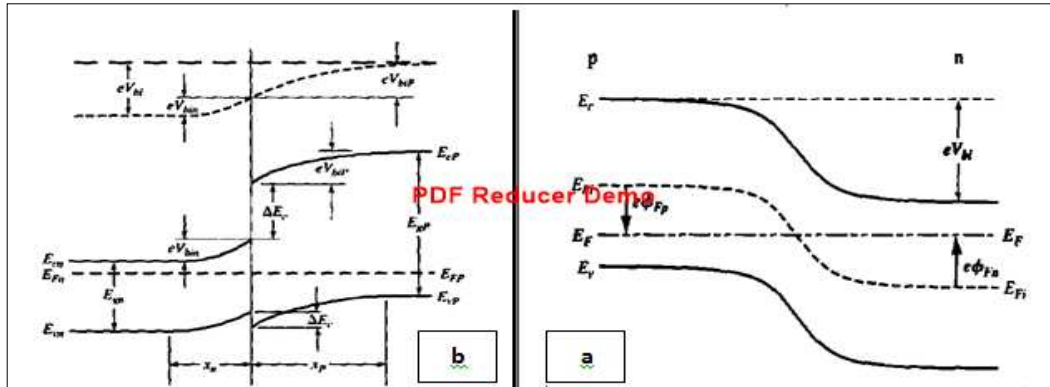 eV_bi
eV_bin
eV_bip
E_cp
eV_bip
ΔE_c
E_gp
eV_bin
E_cn
E_Fn
E_Fp
E_gn
E_vp
E_vn
x_n
x_p
b
p
n
E_c
eV_bi
E_Fi
eϕ_Fp
E_F
E_F
E_v
eϕ_Fn
E_Fi
a
PDF Reducer Demo